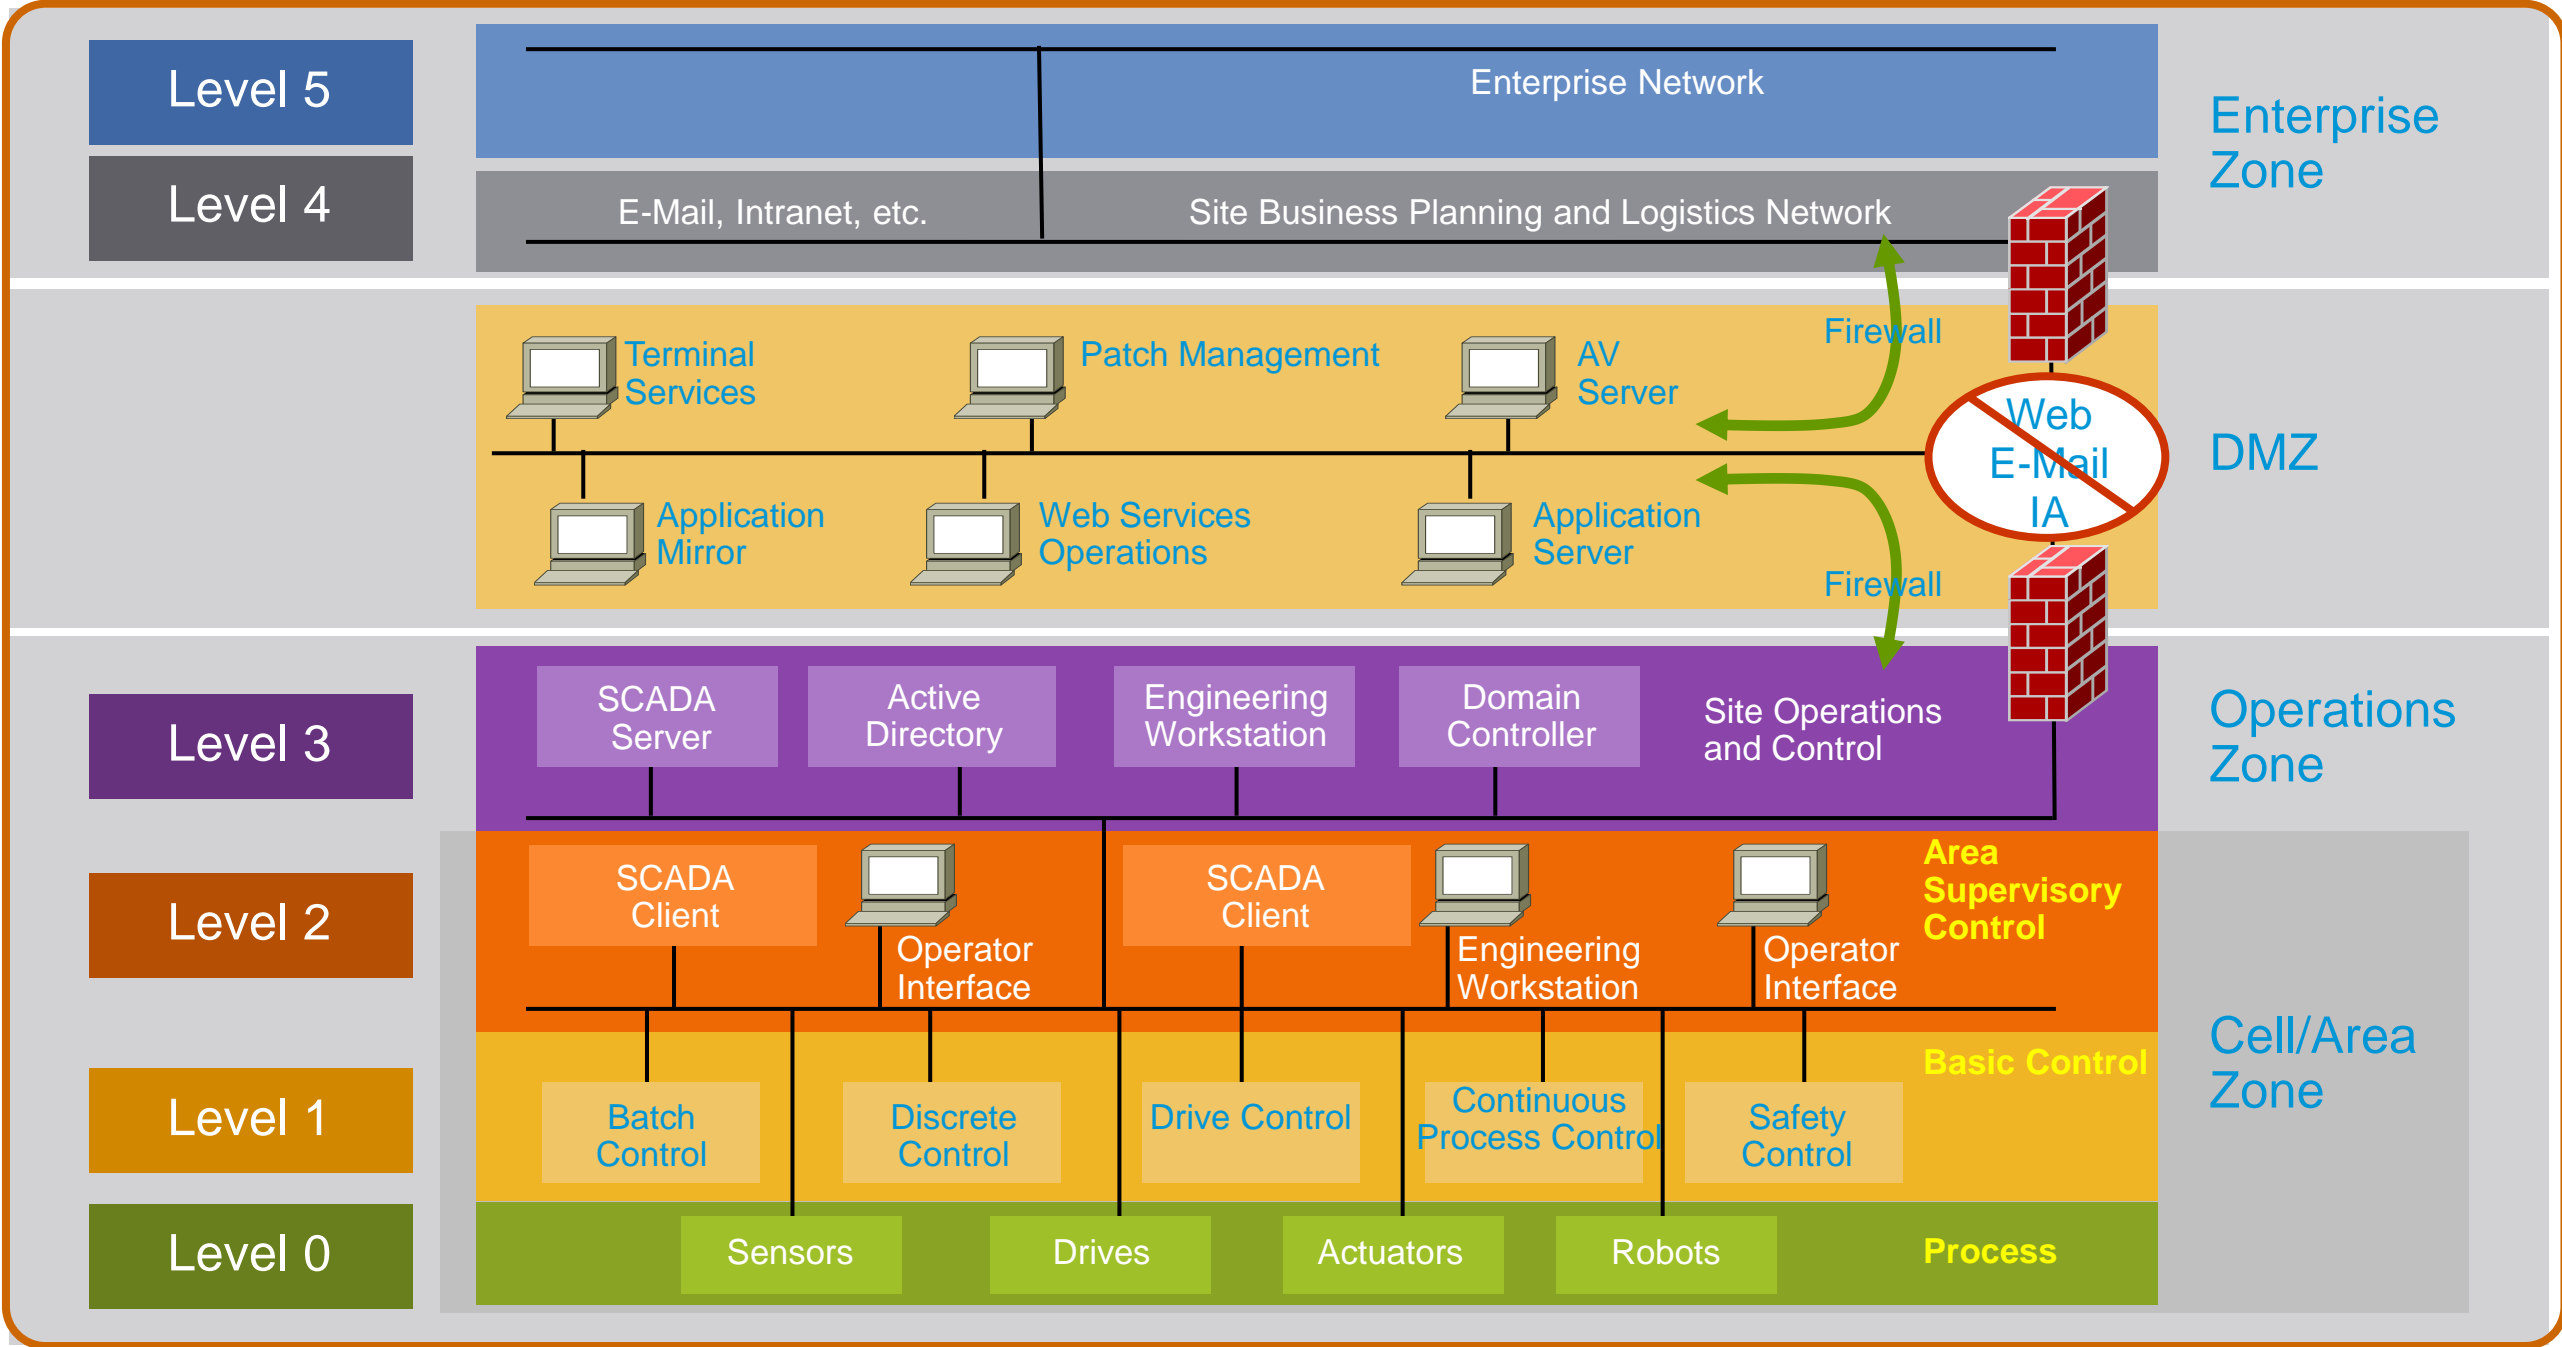 Level 5
Enterprise Network
Enterprise
Zone
Level 4
E-Mail, Intranet, etc.
Site Business Planning and Logistics Network
Terminal
Services
Patch Management
AV
Server
Firewall
Web
E-Mail
IA
DMZ
Application
Mirror
Web Services
Operations
Application
Server
Firewall
Level 3
SCADA
Server
Active
Directory
Engineering
Workstation
Domain
Controller
Site Operations
and Control
Operations
Zone
Level 2
SCADA
Client
Operator
Interface
SCADA
Client
Engineering
Workstation
Operator
Interface
Area
Supervisory
Control
Cell/Area
Zone
Level 1
Batch
Control
Discrete
Control
Drive Control
Continuous
Process Control
Safety
Control
Basic Control
Level 0
Sensors
Drives
Actuators
Robots
Process